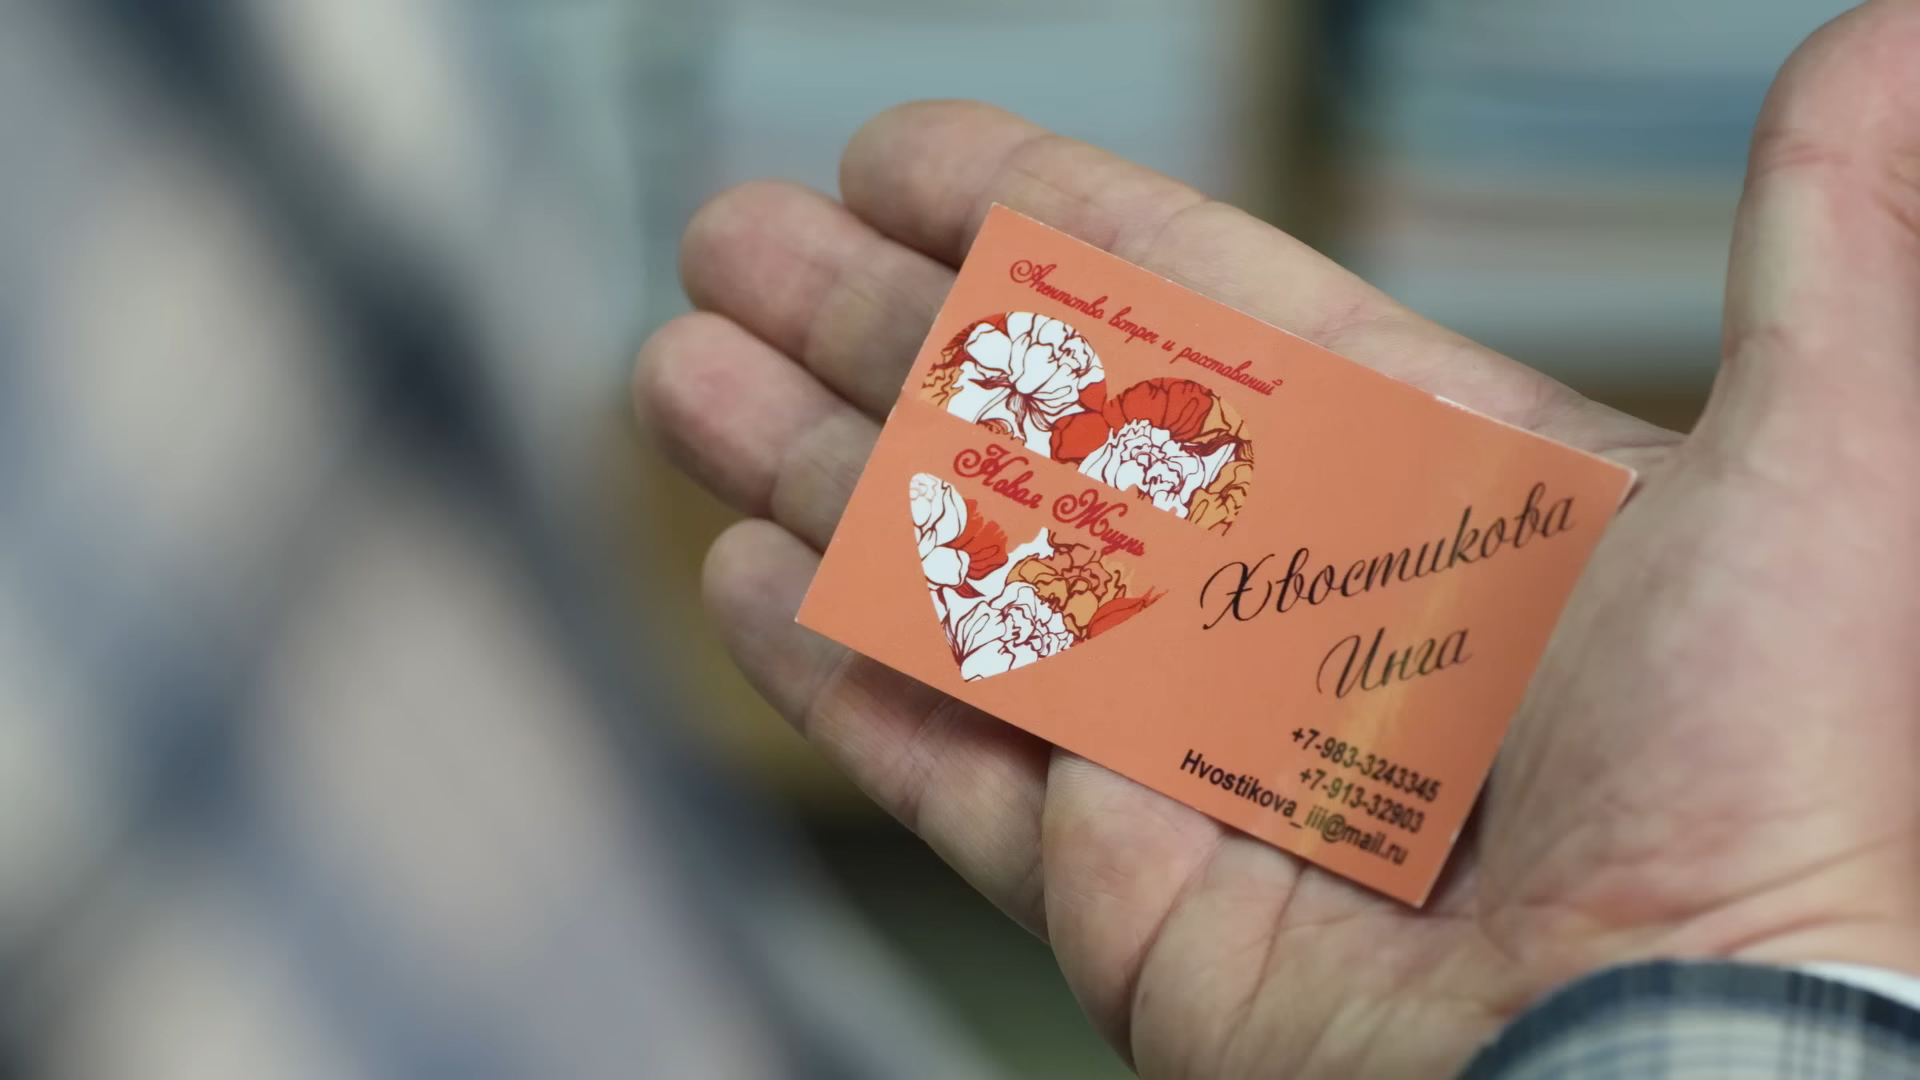 Агентство встреч и расставаний
Новая Жизнь
Хвостикова
Инга
+7-983-3243345
+7-913-32903
Hvostikova_iii@mail.ru